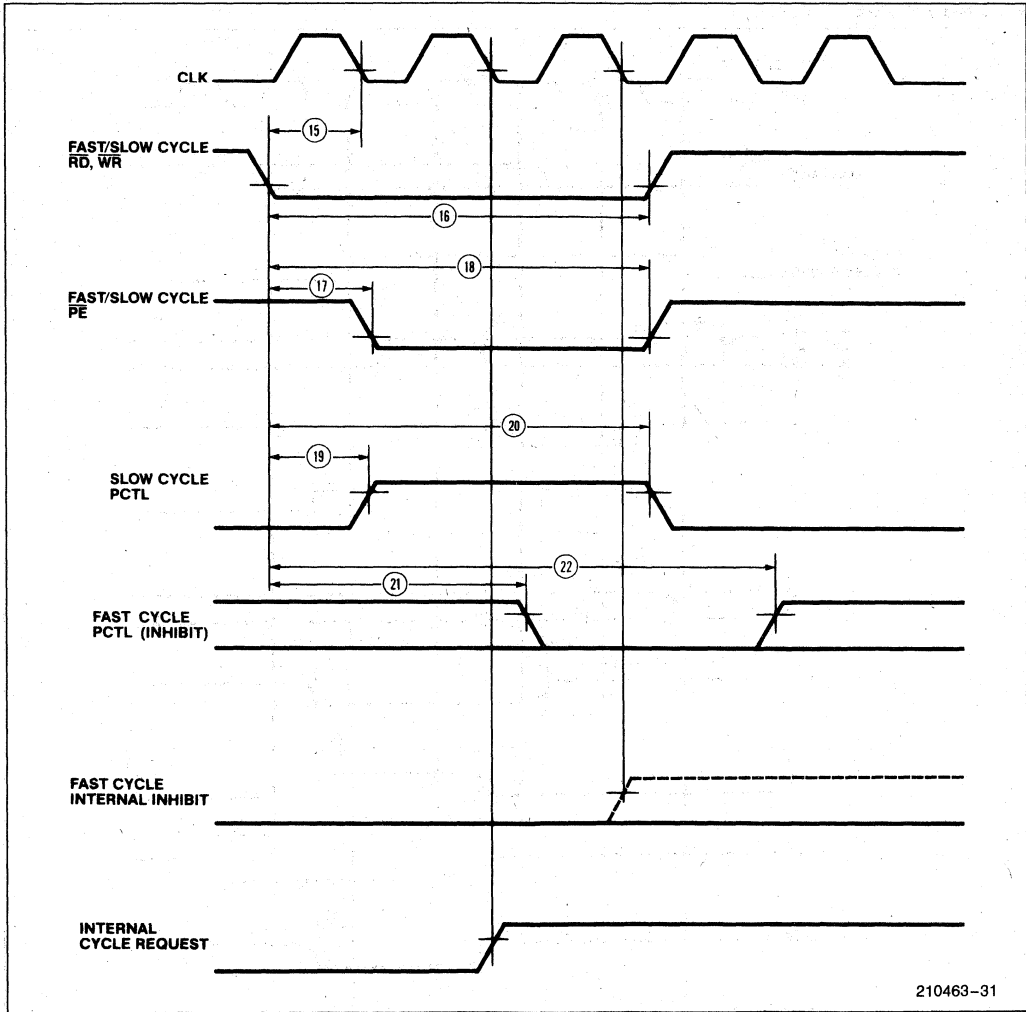 CLK
15
FAST/SLOW CYCLE
RD, WR
16
18
17
FAST/SLOW CYCLE
PE
20
19
SLOW CYCLE
PCTL
22
21
FAST CYCLE
PCTL (INHIBIT)
FAST CYCLE
INTERNAL INHIBIT
INTERNAL
CYCLE REQUEST
210463–31